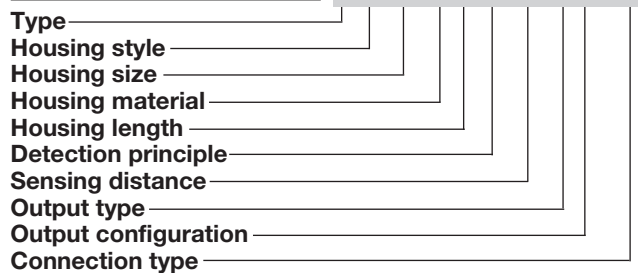 Type
Housing style
Housing size
Housing material
Housing length
Detection principle
Sensing distance
Output type
Output configuration
Connection type